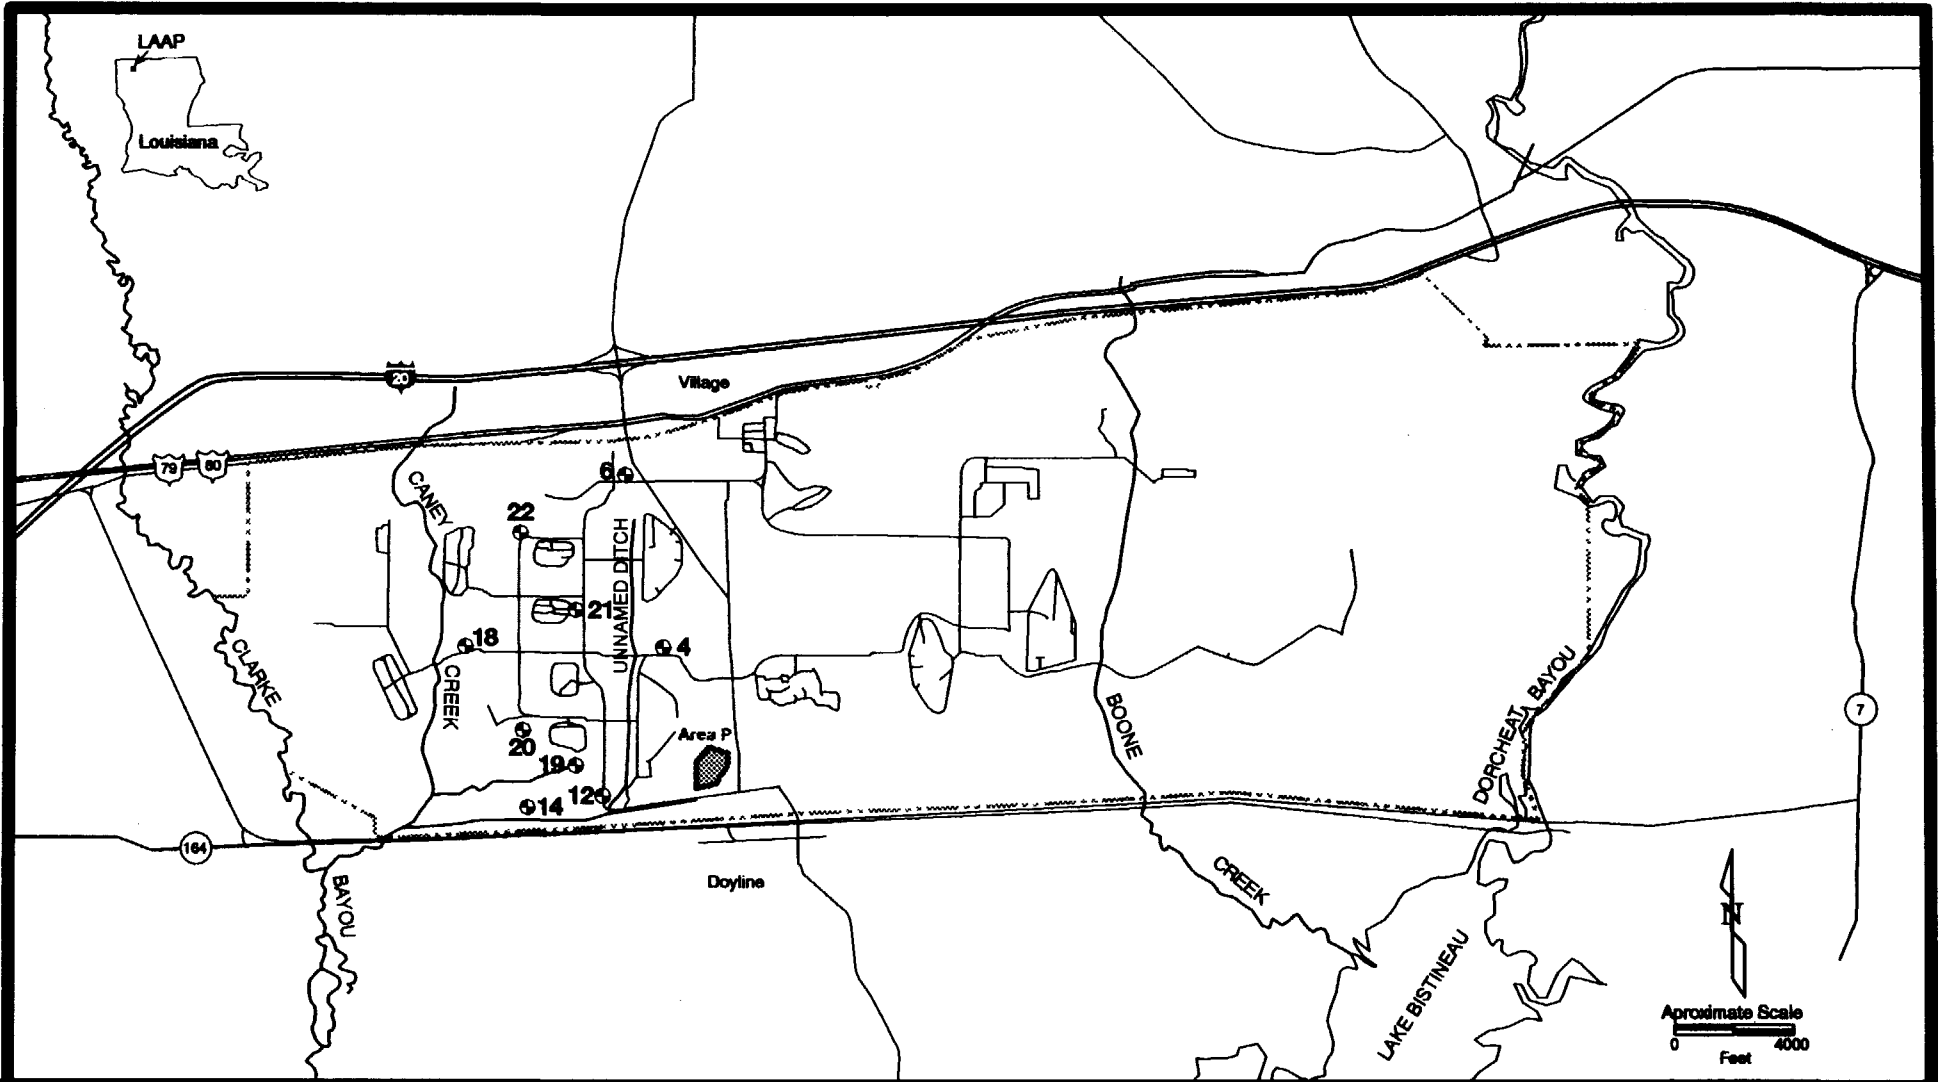 LAAP
Louisiana
20
Village
79
80
6
CANEY
22
UNNAMED DITCH
21
18
4
CLARKE
CREEK
BOONE
DORCHEAT BAYOU
7
20
Area P
19
12
14
164
Doyline
BAYOU
CREEK
N
LAKE BISTINEAU
Aproximate Scale
0 4000
Feet